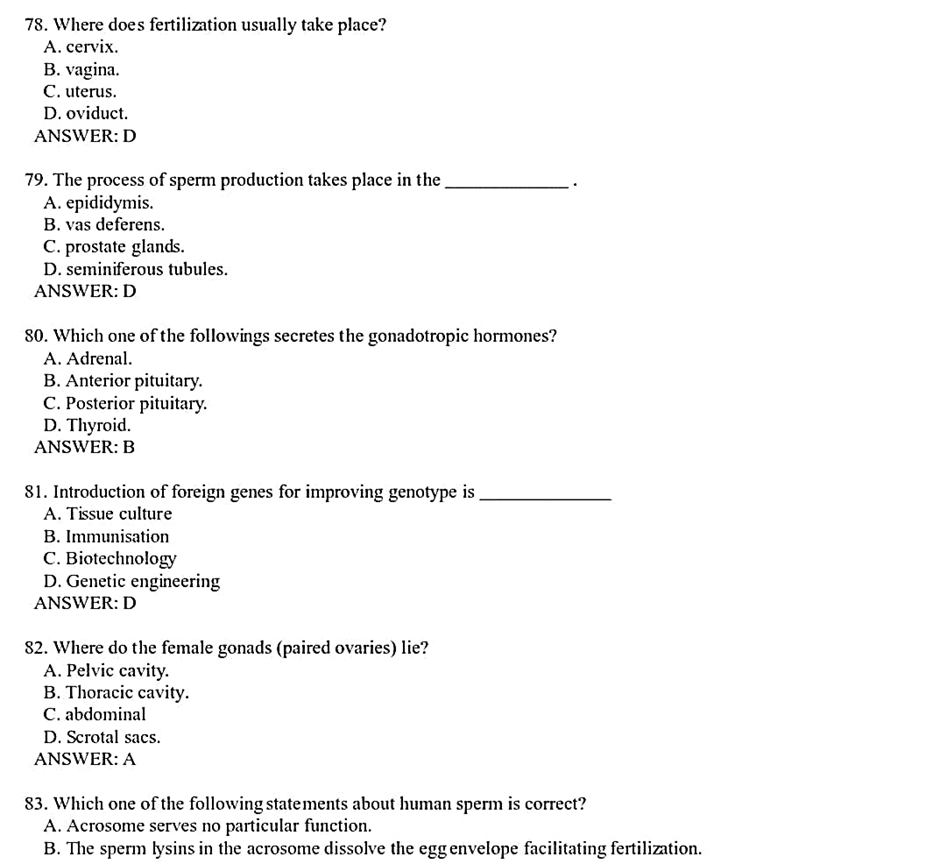 78. Where does fertilization usually take place?
A. cervix.
B. vagina.
C. uterus.
D. oviduct.
ANSWER: D
79. The process of sperm production takes place in the _____________ .
A. epididymis.
B. vas deferens.
C. prostate glands.
D. seminiferous tubules.
ANSWER: D
80. Which one of the followings secretes the gonadotropic hormones?
A. Adrenal.
B. Anterior pituitary.
C. Posterior pituitary.
D. Thyroid.
ANSWER: B
81. Introduction of foreign genes for improving genotype is ______________
A. Tissue culture
B. Immunisation
C. Biotechnology
D. Genetic engineering
ANSWER: D
82. Where do the female gonads (paired ovaries) lie?
A. Pelvic cavity.
B. Thoracic cavity.
C. abdominal
D. Scrotal sacs.
ANSWER: A
83. Which one of the following statements about human sperm is correct?
A. Acrosome serves no particular function.
B. The sperm lysins in the acrosome dissolve the egg envelope facilitating fertilization.